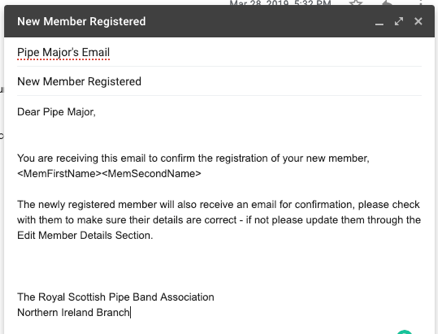 Mar 28, 2019, 5:32 PM
New Member Registered
Pipe Major's Email
New Member Registered
Dear Pipe Major,
You are receiving this email to confirm the registration of your new member,
<MemFirstName><MemSecondName>
The newly registered member will also receive an email for confirmation, please check
with them to make sure their details are correct - if not please update them through the
Edit Member Details Section.
The Royal Scottish Pipe Band Association
Northern Ireland Branch